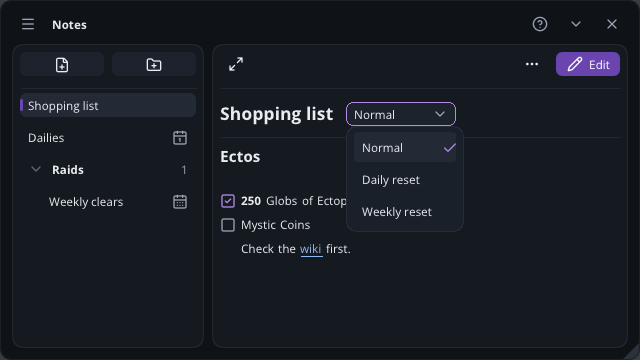 Notes
Edit
Shopping list
Dailies
Raids 1
Weekly clears
Shopping list Normal
Normal
Daily reset
Weekly reset
Ectos
250 Globs of Ectop
Mystic Coins
Check the wiki first.